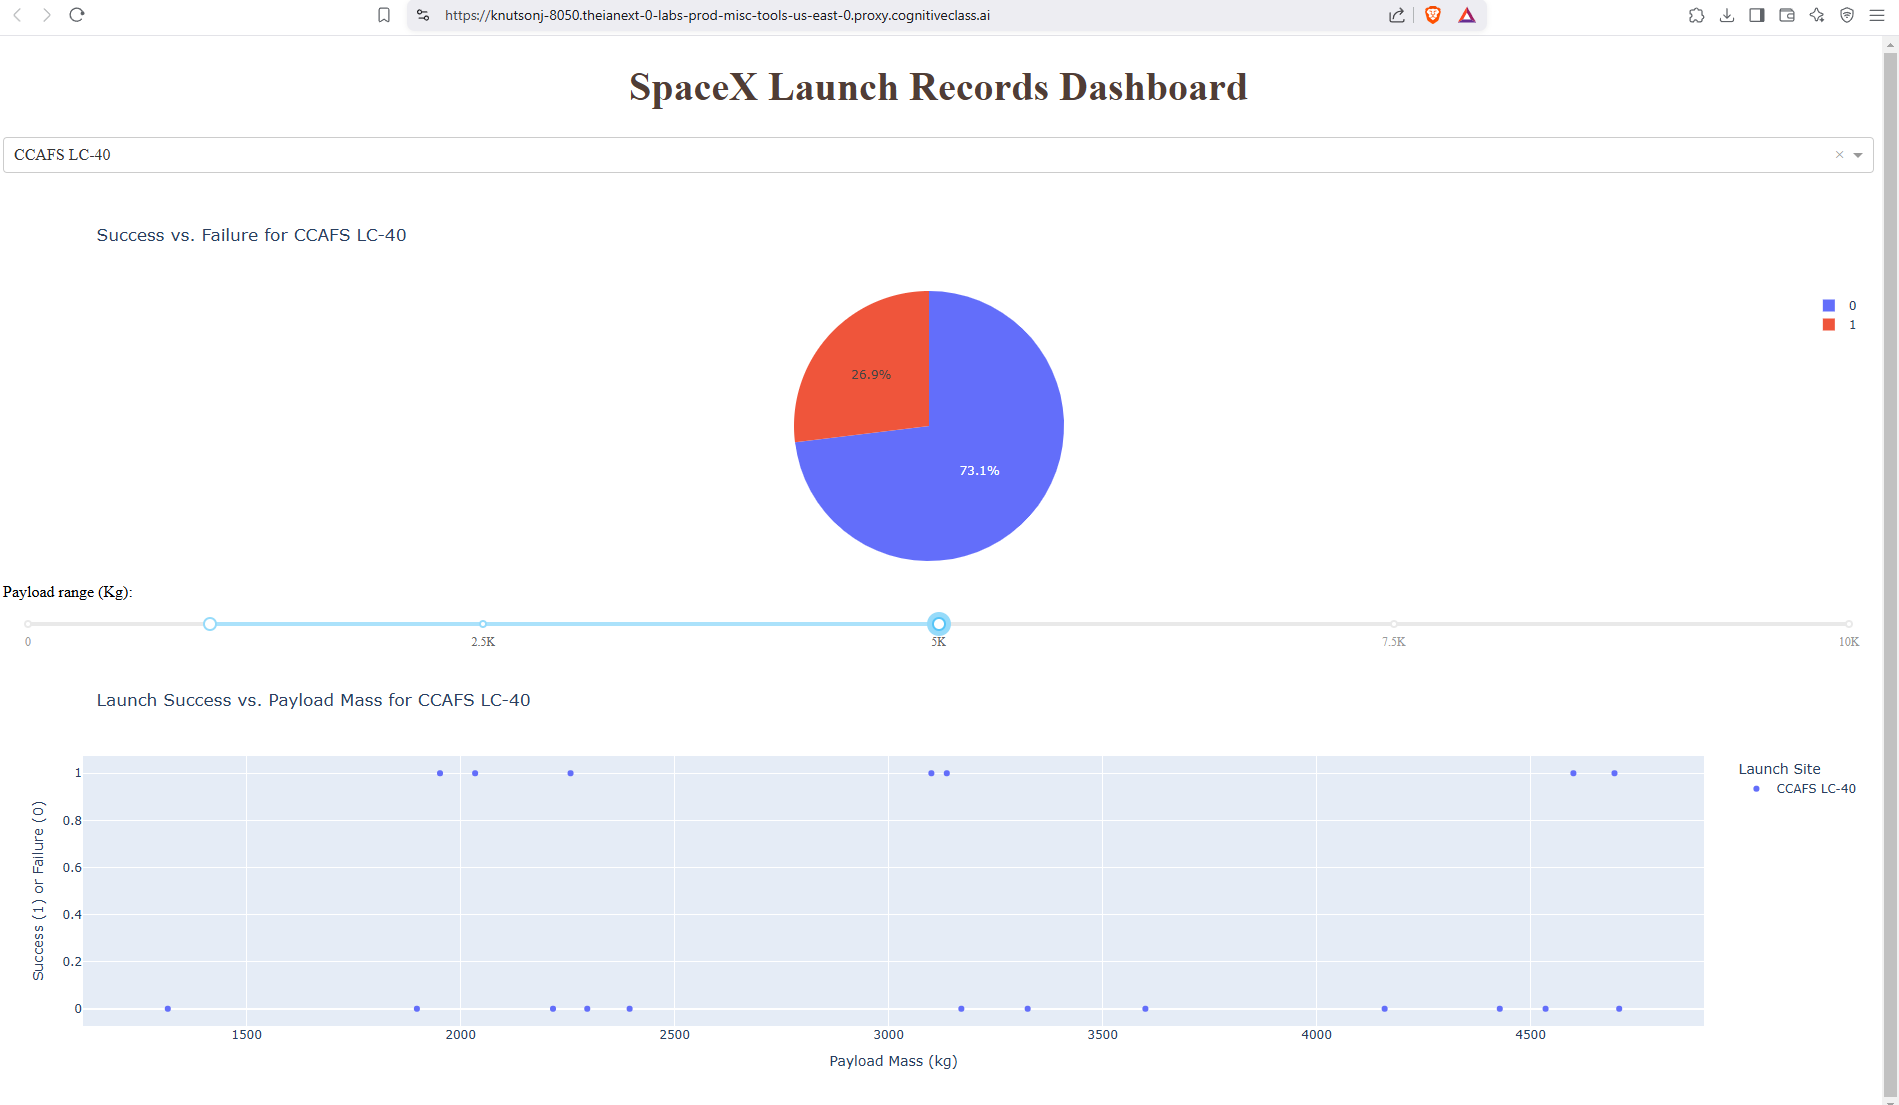 https://knutsonj-8050.theianext-0-labs-prod-misc-tools-us-east-0.proxy.cognitiveclass.ai
SpaceX Launch Records Dashboard
CCAFS LC-40
Success vs. Failure for CCAFS LC-40
0
1
26.9%
73.1%
Payload range (Kg):
0 2.5K 5K 7.5K 10K
Launch Success vs. Payload Mass for CCAFS LC-40
Success (1) or Failure (0)
1
0.8
0.6
0.4
0.2
0
1500 2000 2500 3000 3500 4000 4500
Payload Mass (kg)
Launch Site
CCAFS LC-40